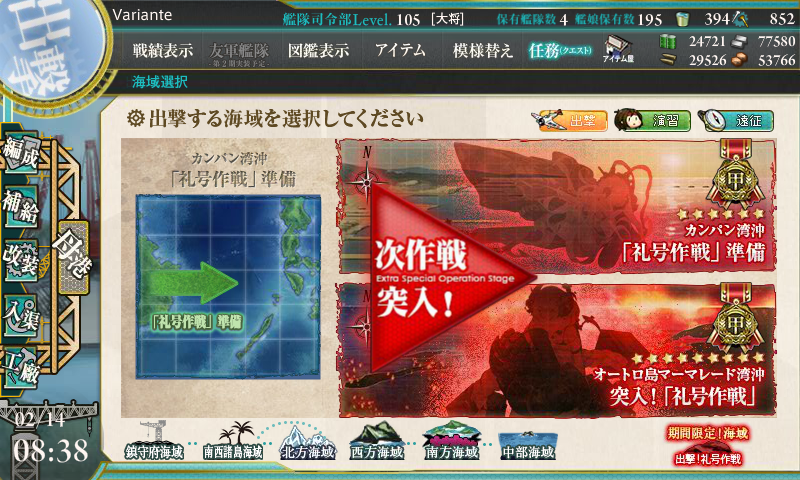 出撃
Variante
艦隊司令部Level. 105 [大将]
保有艦隊数 4 艦娘保有数 195
394
852
戦績表示
友軍艦隊
-第2期実装予定-
図鑑表示
アイテム
模様替え
任務(クエスト)
アイテム屋
24721
77580
29526
53766
海域選択
出撃する海域を選択してください
出撃
演習
遠征
編成
補給
改装
入渠
工廠
母港
カンパン湾沖
「礼号作戦」準備
「礼号作戦」準備
次作戦
Extra Special Operation Stage
突入!
N
甲
カンパン湾沖
「礼号作戦」準備
N
甲
オートロ島マーマレード湾沖
突入!「礼号作戦」
02/14
08:38
鎮守府海域
南西諸島海域
北方海域
西方海域
南方海域
中部海域
期間限定!海域
出撃!礼号作戦